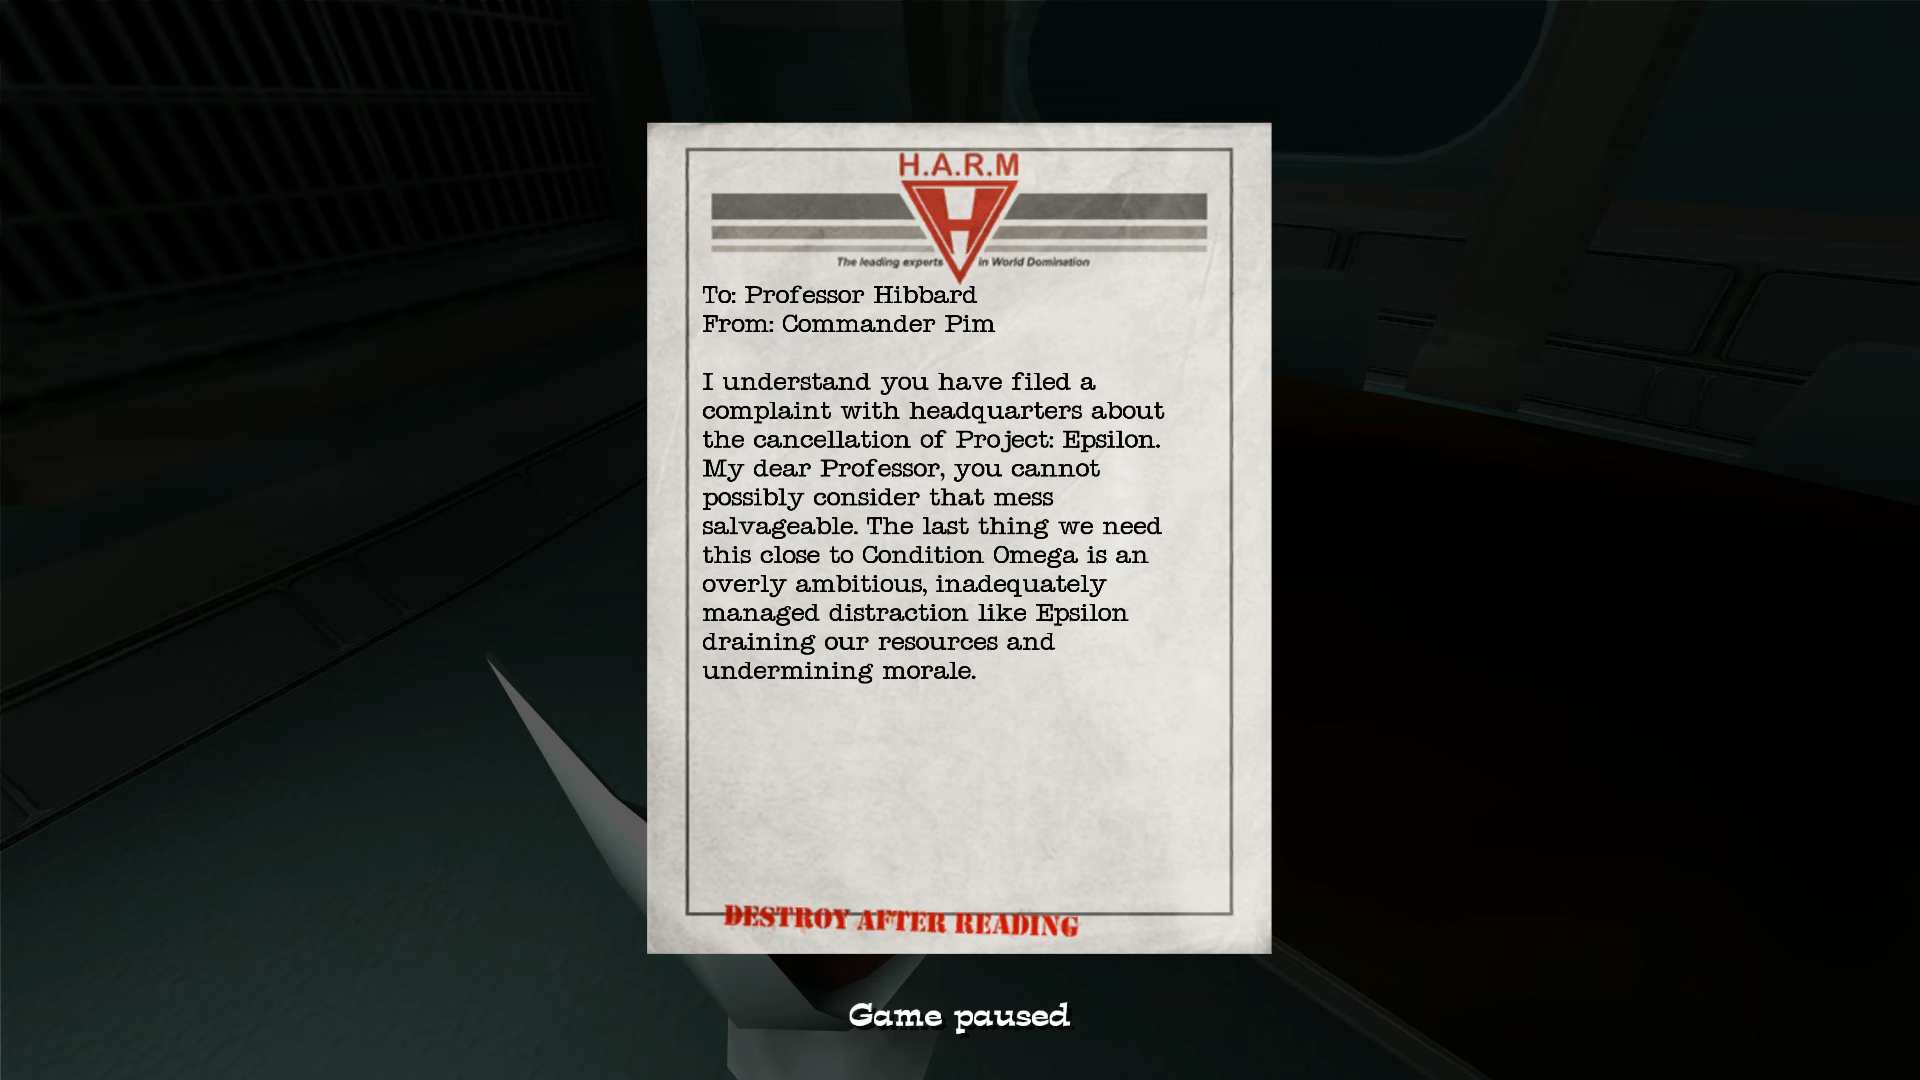 H.A.R.M
H
The leading experts in World Domination
To: Professor Hibbard
From: Commander Pim
I understand you have filed a
complaint with headquarters about
the cancellation of Project: Epsilon.
My dear Professor, you cannot
possibly consider that mess
salvageable. The last thing we need
this close to Condition Omega is an
overly ambitious, inadequately
managed distraction like Epsilon
draining our resources and
undermining morale.
DESTROY AFTER READING
Game paused